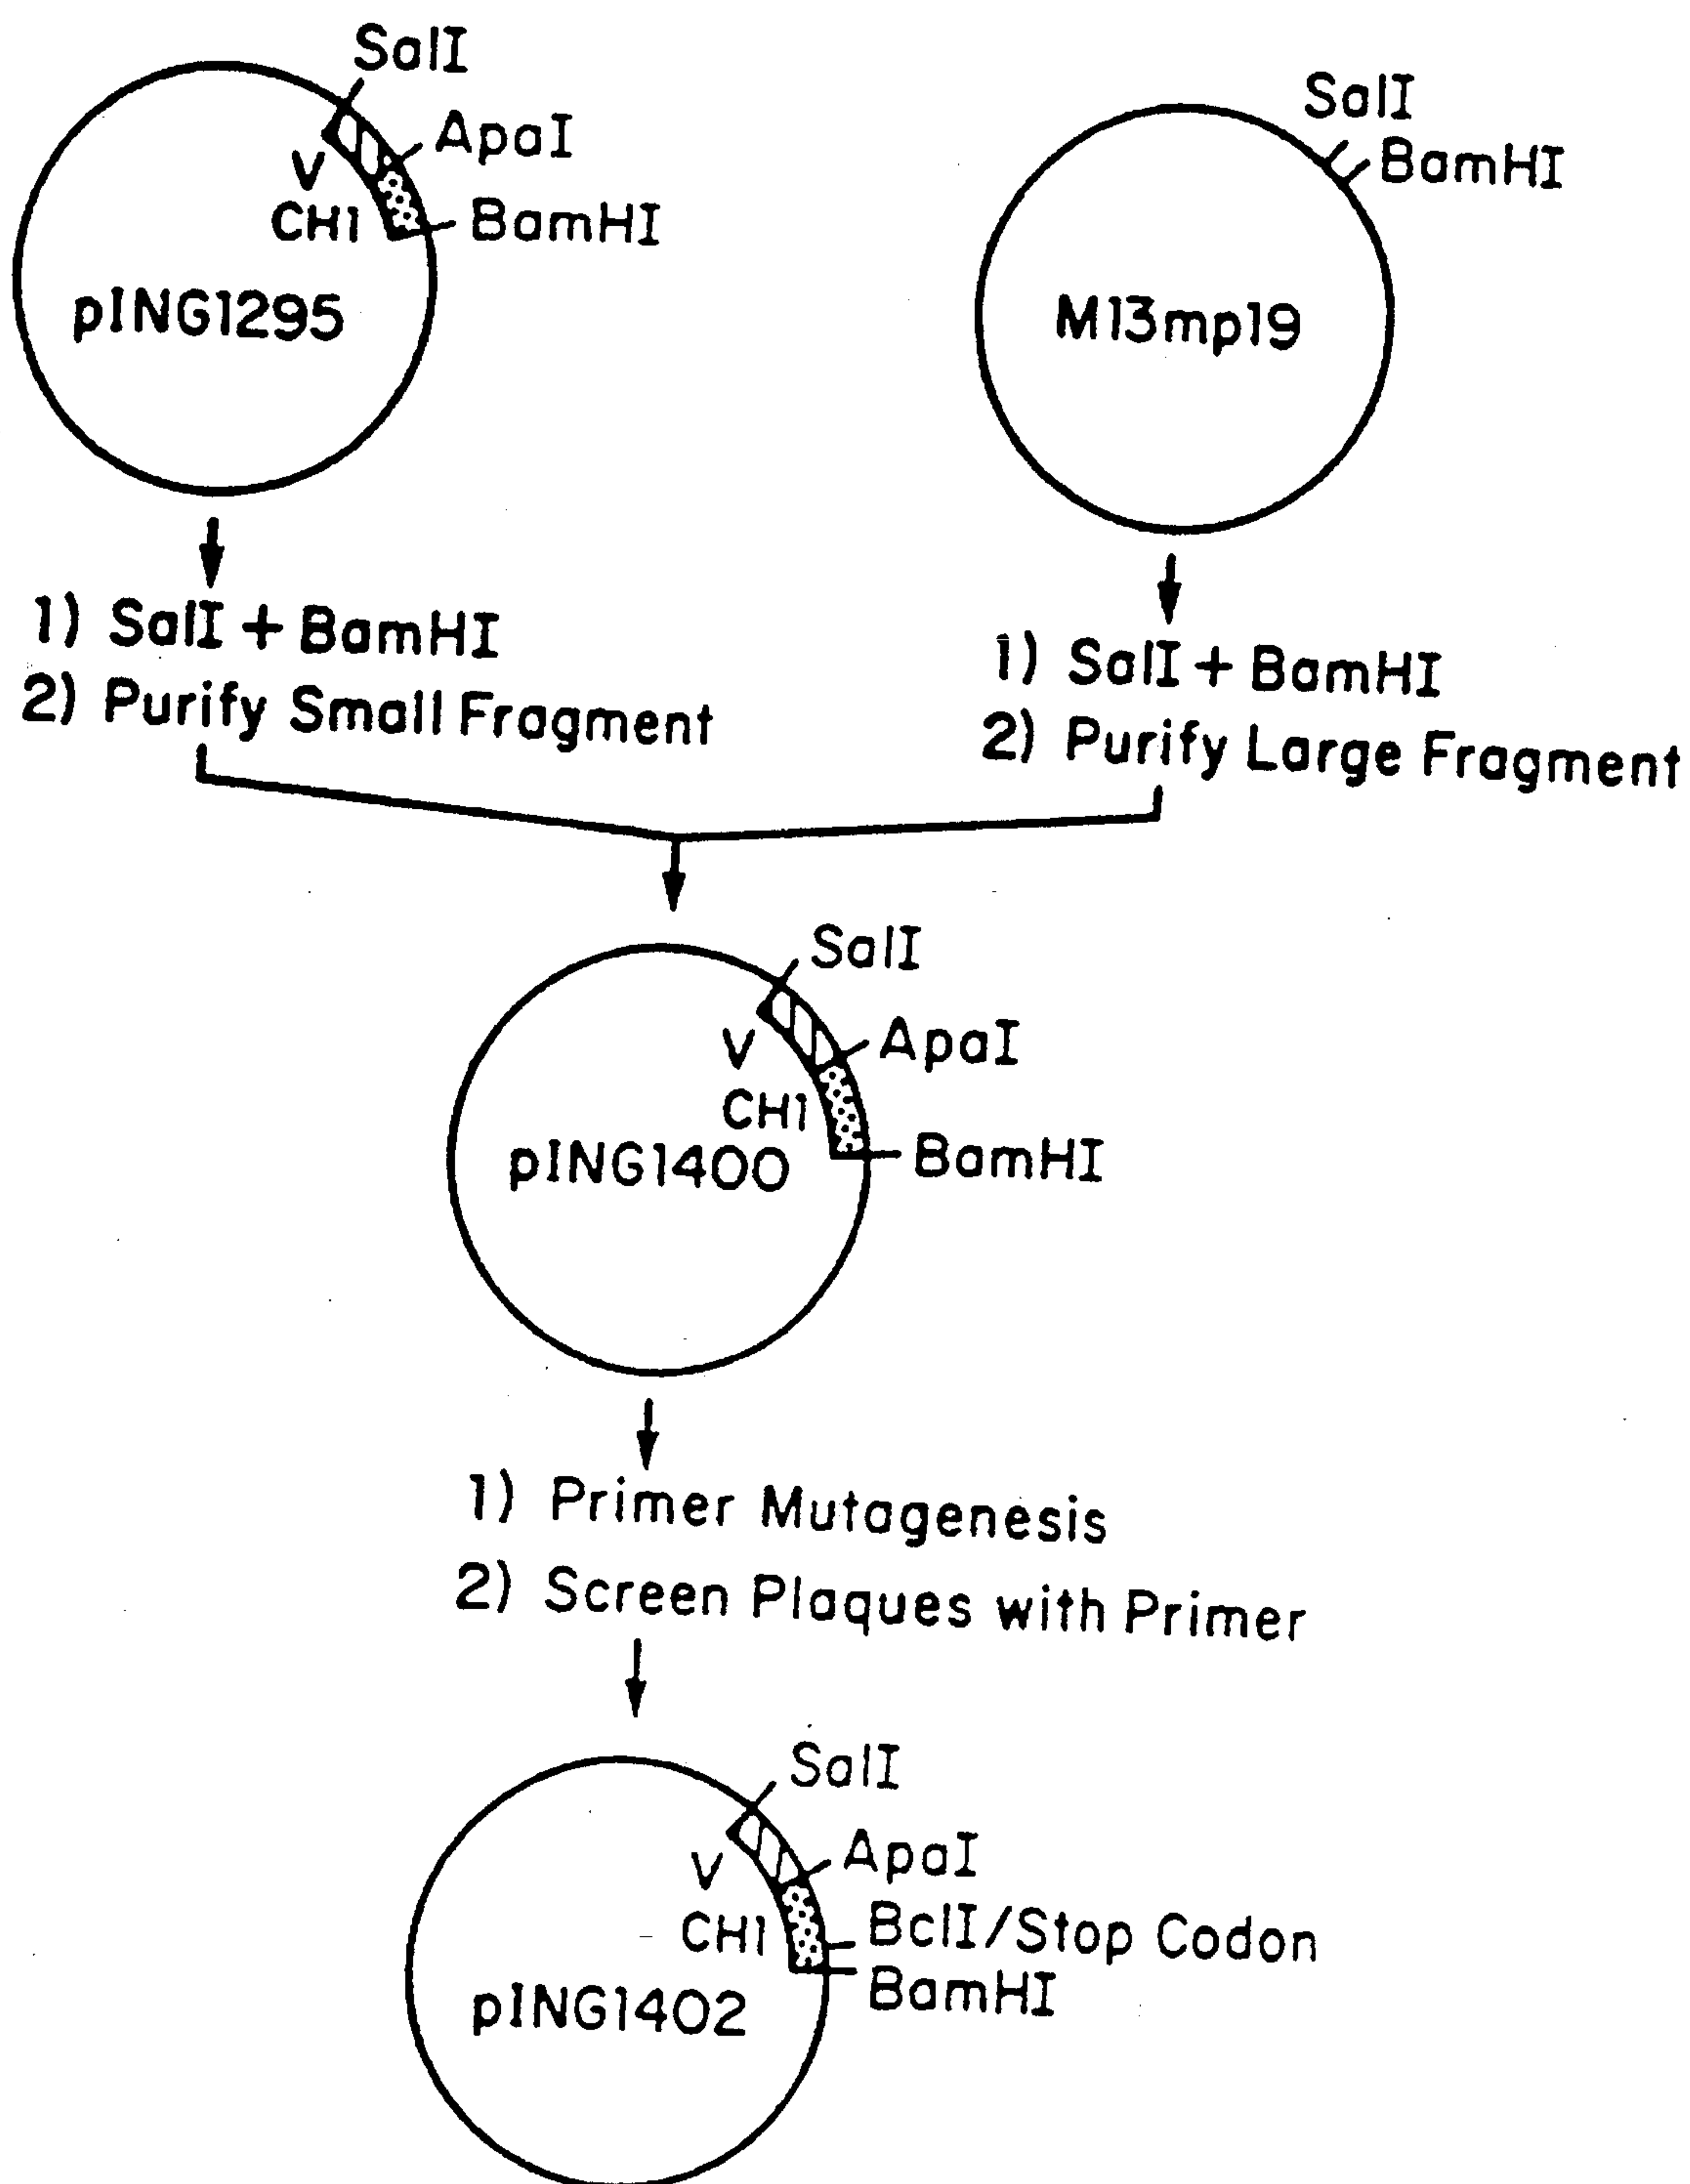 SalI
ApaI
V
CH1
BamHI
pING1295
SalI
BamHI
M13mp19
1) SalI + BamHI
2) Purify Small Fragment
1) SalI + BamHI
2) Purify Large Fragment
SalI
ApaI
V
CH1
BamHI
pING1400
1) Primer Mutagenesis
2) Screen Plaques with Primer
SalI
ApaI
V
BclI/Stop Codon
CH1
BamHI
pING1402